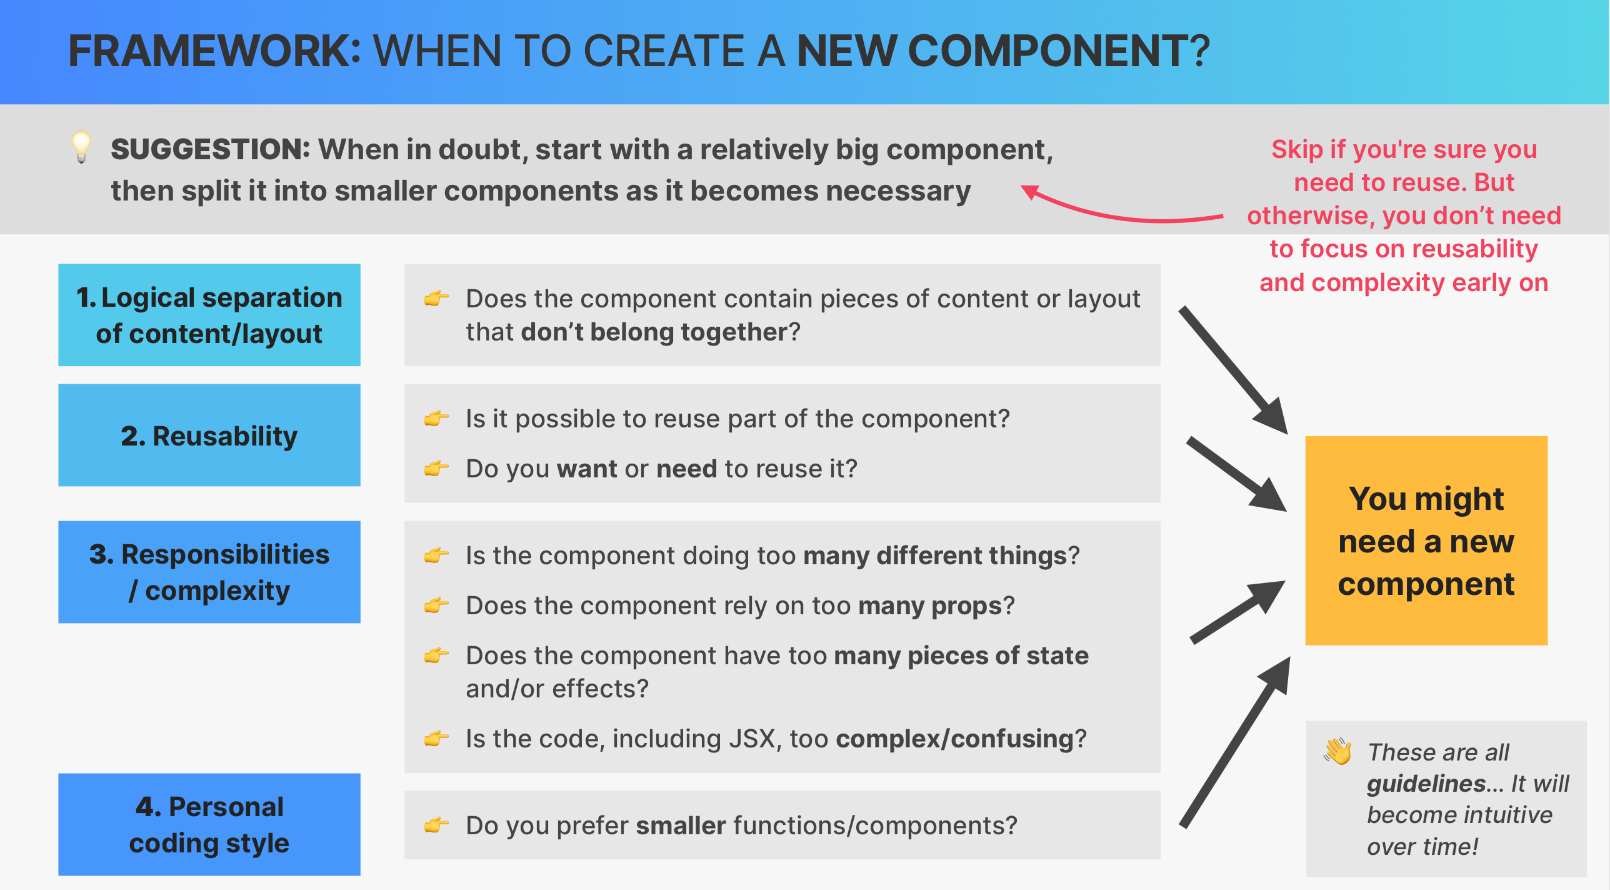 FRAMEWORK: WHEN TO CREATE A NEW COMPONENT?
SUGGESTION: When in doubt, start with a relatively big component,
then split it into smaller components as it becomes necessary
Skip if you're sure you
need to reuse. But
otherwise, you don’t need
to focus on reusability
and complexity early on
1. Logical separation
of content/layout
Does the component contain pieces of content or layout
that don’t belong together?
2. Reusability
Is it possible to reuse part of the component?
Do you want or need to reuse it?
3. Responsibilities
/ complexity
Is the component doing too many different things?
Does the component rely on too many props?
Does the component have too many pieces of state
and/or effects?
Is the code, including JSX, too complex/confusing?
4. Personal
coding style
Do you prefer smaller functions/components?
You might
need a new
component
These are all
guidelines... It will
become intuitive
over time!